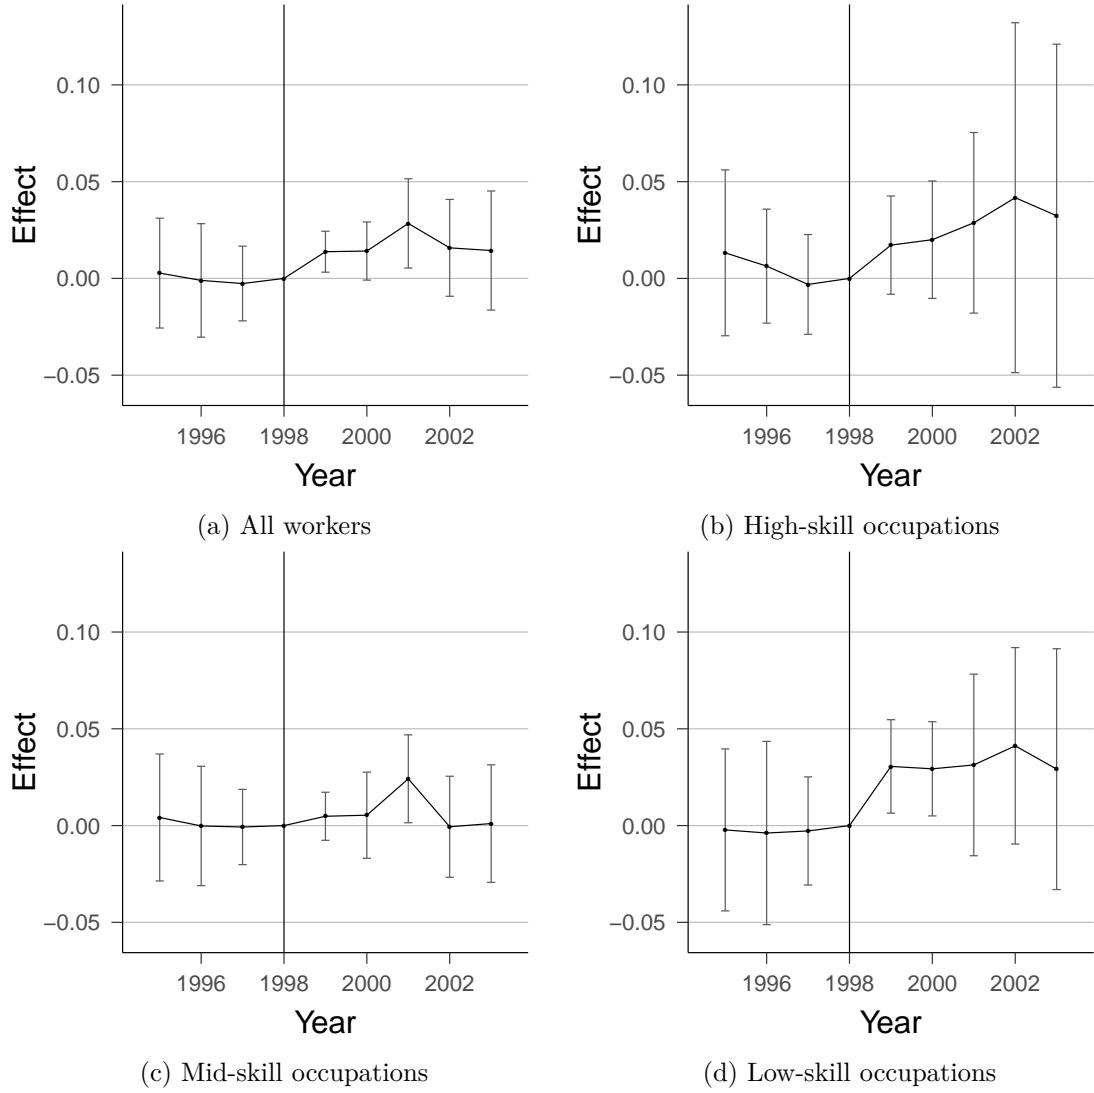 Effect
0.10
0.05
0.00
−0.05
1996 1998 2000 2002
Year
(a) All workers
Effect
0.10
0.05
0.00
−0.05
1996 1998 2000 2002
Year
(b) High-skill occupations
Effect
0.10
0.05
0.00
−0.05
1996 1998 2000 2002
Year
(c) Mid-skill occupations
Effect
0.10
0.05
0.00
−0.05
1996 1998 2000 2002
Year
(d) Low-skill occupations